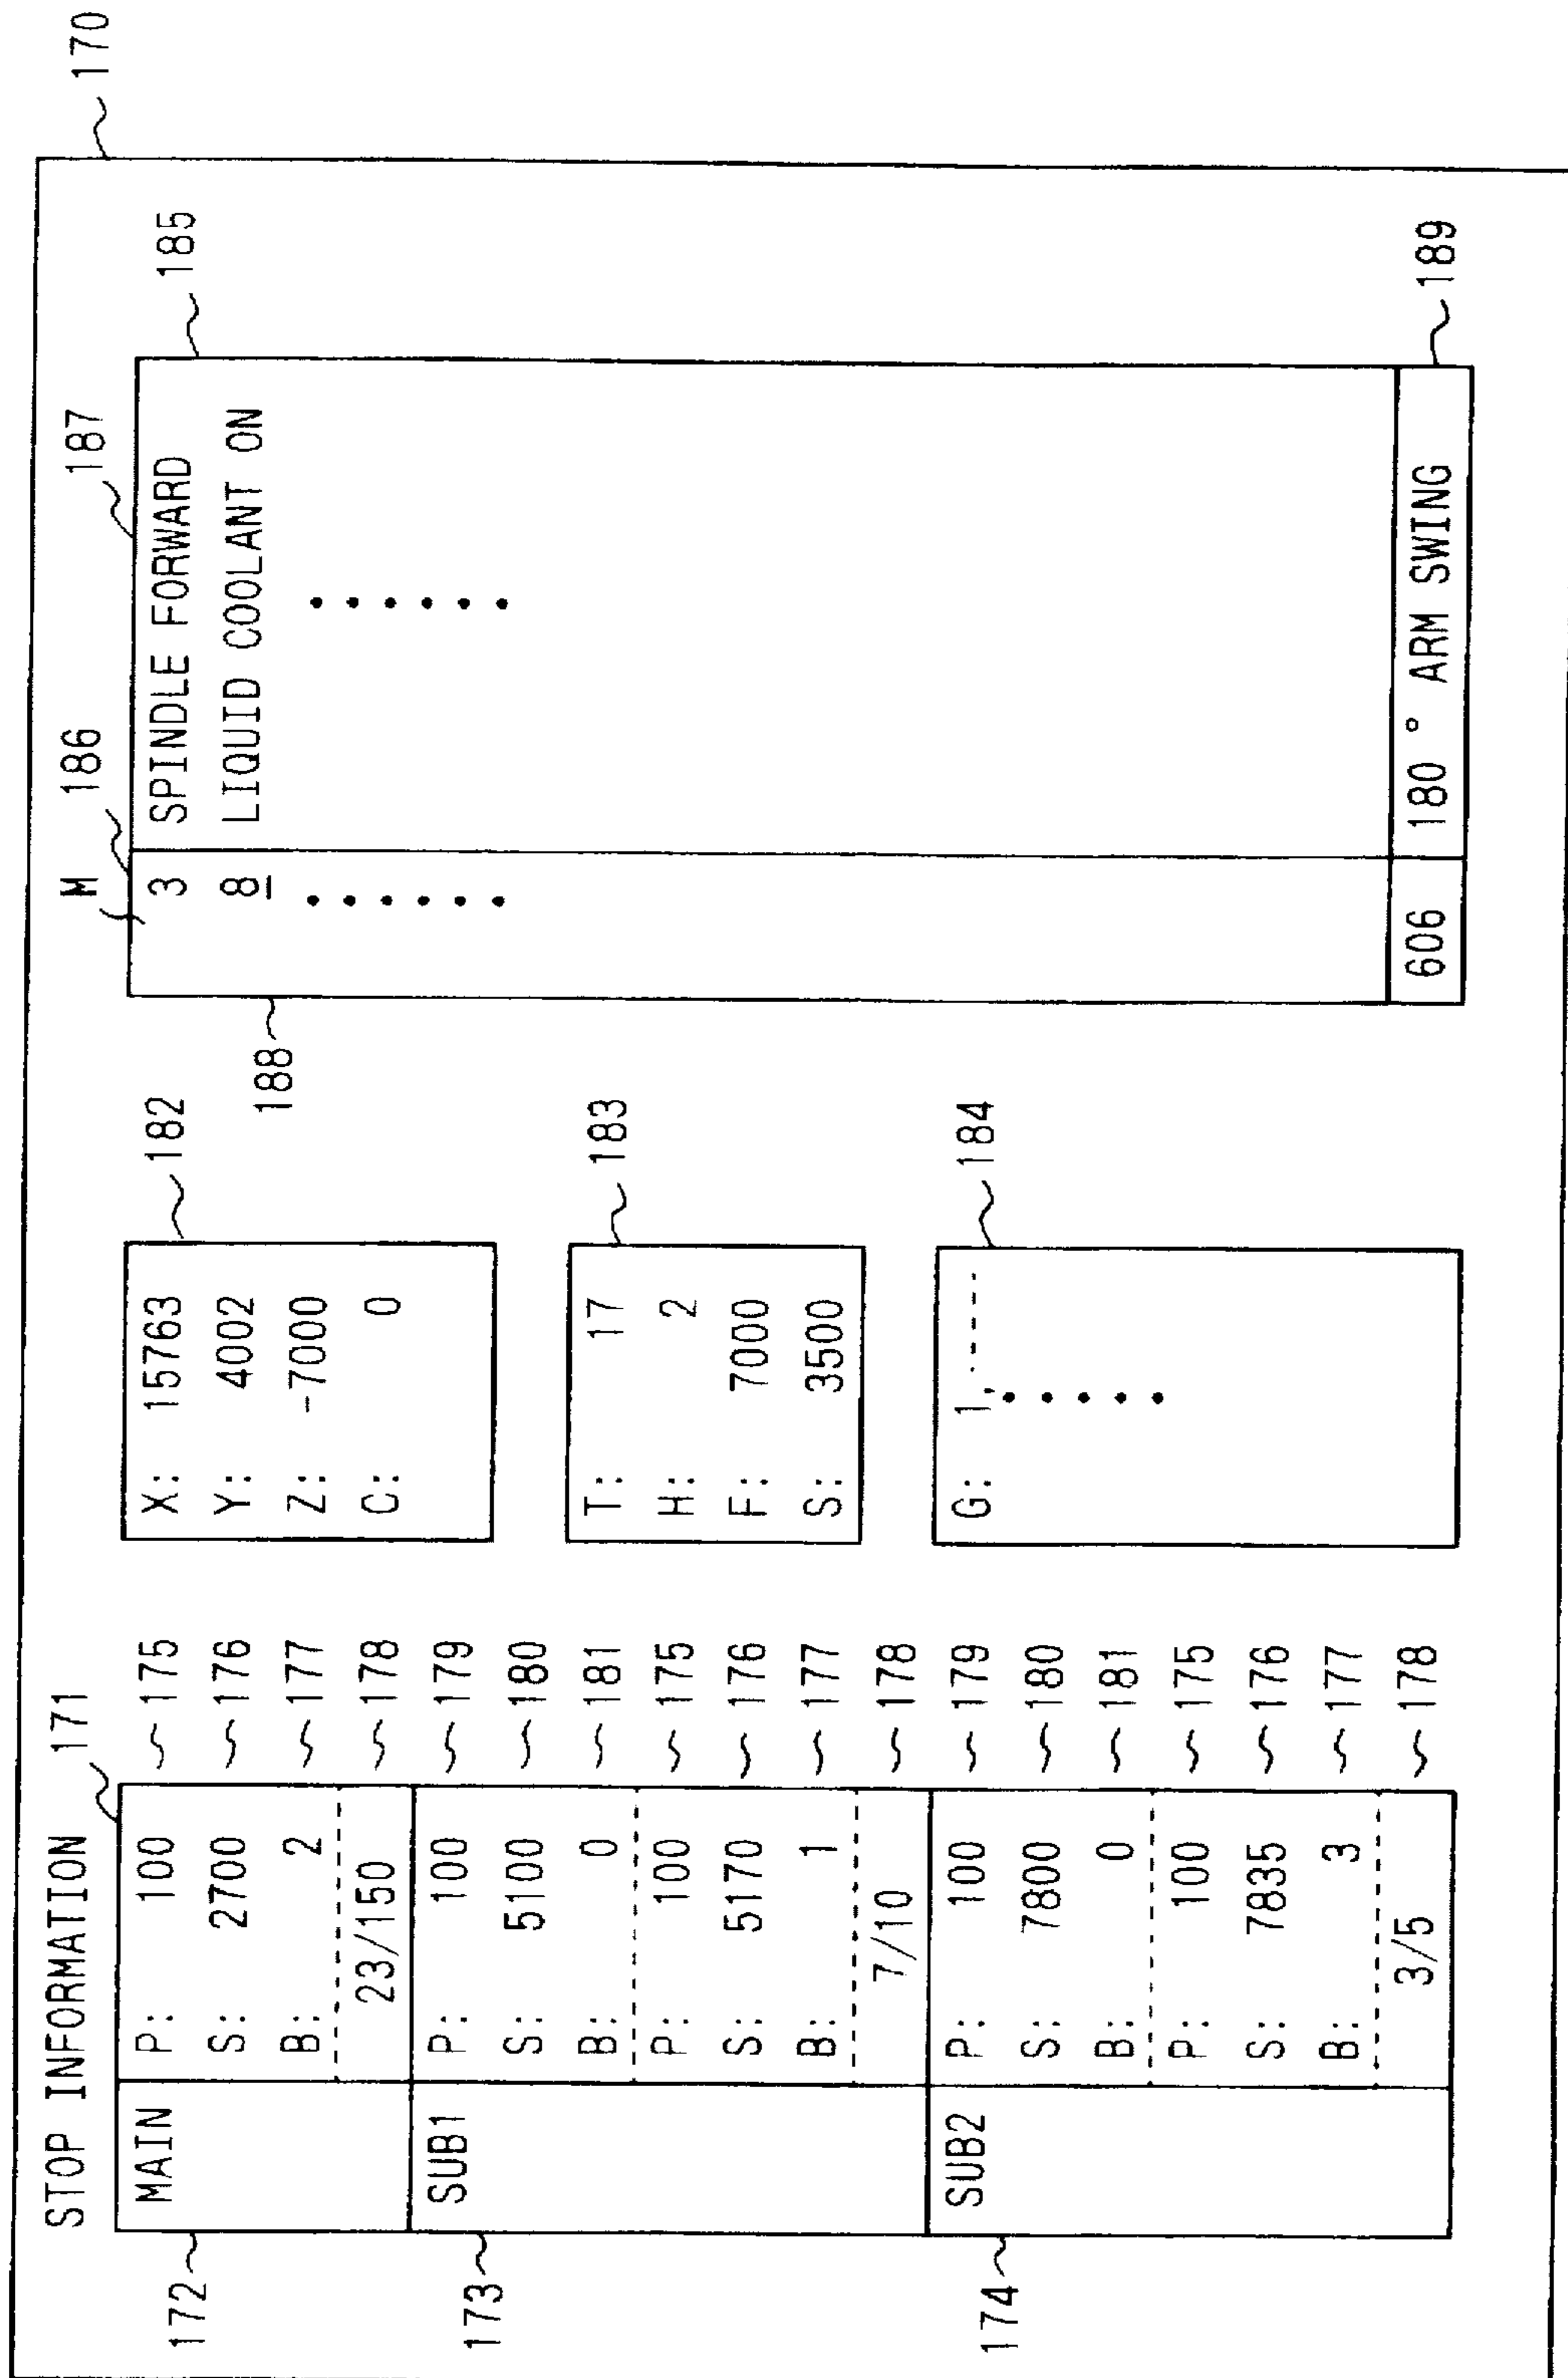 170
STOP INFORMATION 171
172
MAIN
P: 100 175
S: 2700 176
B: 2 177
23/150 178
173
SUB1
P: 100 179
S: 5100 180
B: 0 181
P: 100 175
S: 5170 176
B: 1 177
7/10 178
174
SUB2
P: 100 179
S: 7800 180
B: 0 181
P: 100 175
S: 7835 176
B: 3 177
3/5 178
X: 15763 182
Y: 4002
Z: -7000
C: 0
T: 17 183
H: 2
F: 7000
S: 3500
G: 1, 184
M 186 187
3 SPINDLE FORWARD 185
188 8 LIQUID COOLANT ON
606 180 ° ARM SWING 189